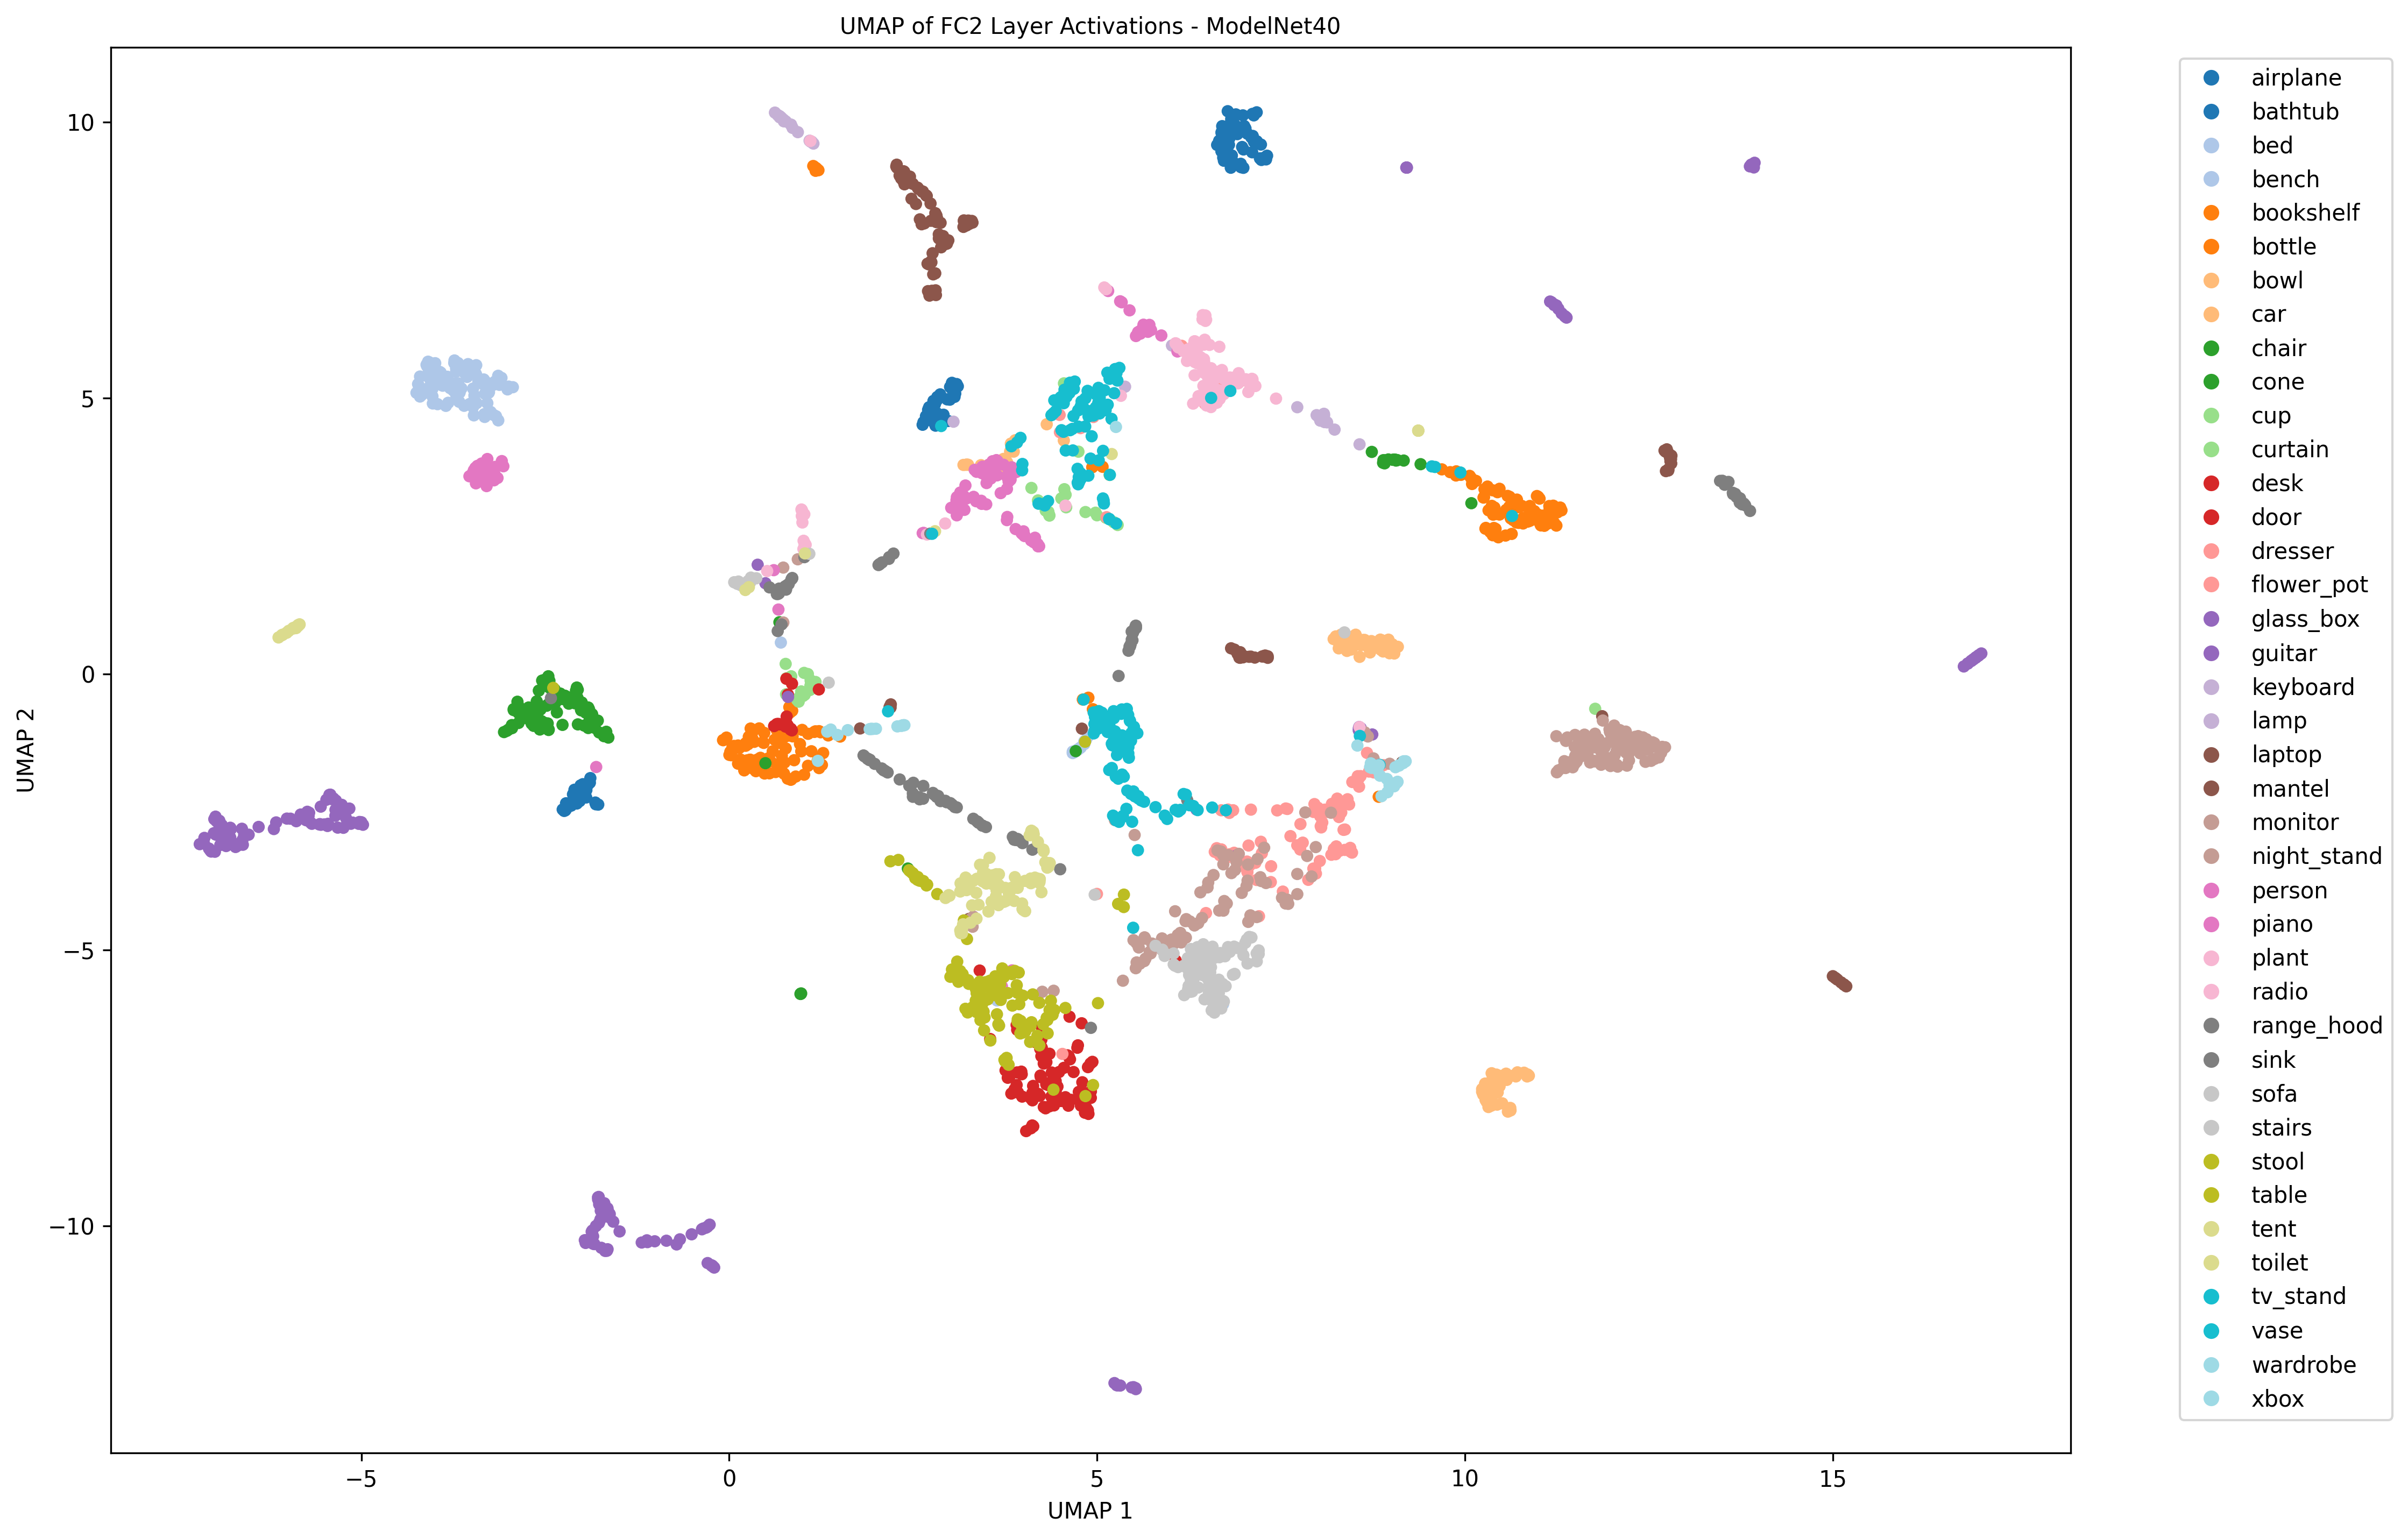 UMAP of FC2 Layer Activations - ModelNet40
10
5
0
−5
−10
UMAP 2
−5
0
5
10
15
UMAP 1
airplane
bathtub
bed
bench
bookshelf
bottle
bowl
car
chair
cone
cup
curtain
desk
door
dresser
flower_pot
glass_box
guitar
keyboard
lamp
laptop
mantel
monitor
night_stand
person
piano
plant
radio
range_hood
sink
sofa
stairs
stool
table
tent
toilet
tv_stand
vase
wardrobe
xbox